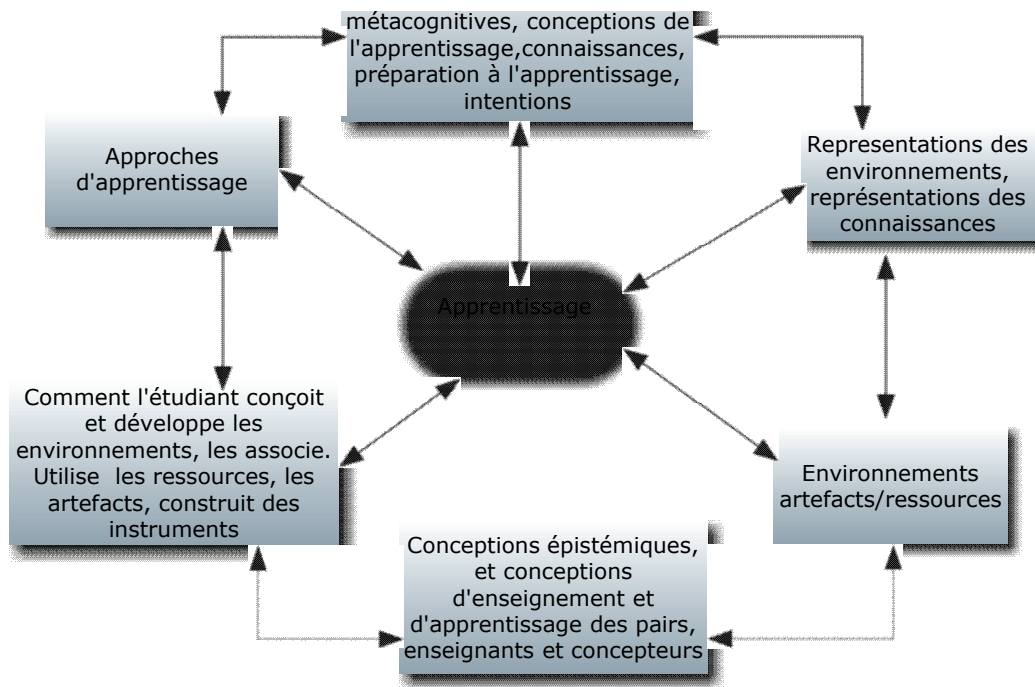 métacognitives, conceptions de
l'apprentissage,connaissances,
préparation à l'apprentissage,
intentions
Approches
d'apprentissage
Representations des
environnements,
représentations des
connaissances
Apprentissage
Comment l'étudiant conçoit
et développe les
environnements, les associe.
Utilise les ressources, les
artefacts, construit des
instruments
Environnements
artefacts/ressources
Conceptions épistémiques,
et conceptions
d'enseignement et
d'apprentissage des pairs,
enseignants et concepteurs